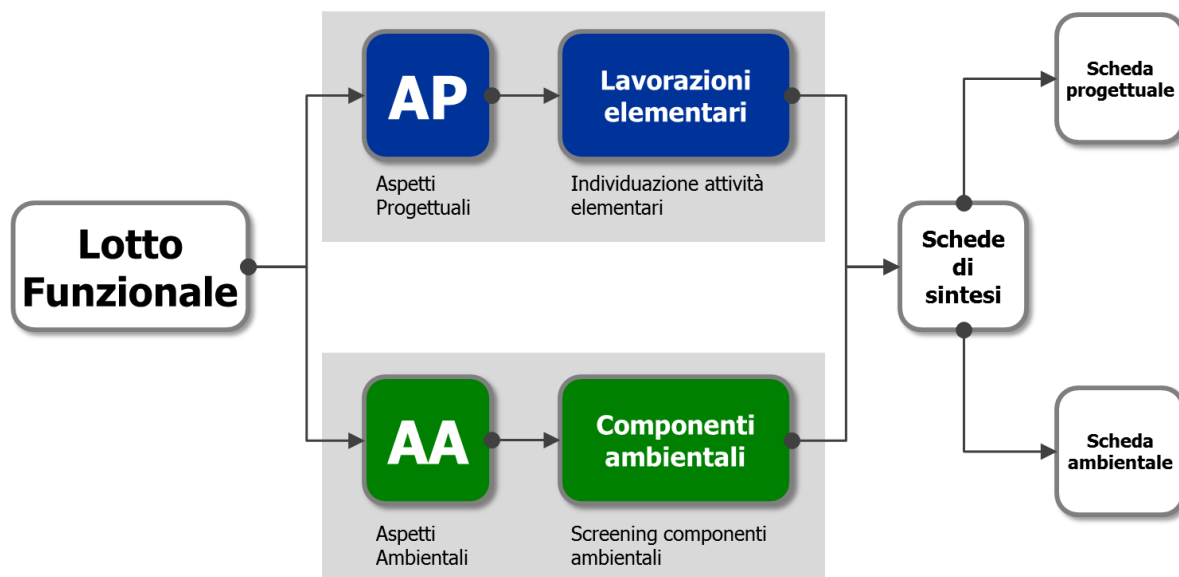 Lotto
Funzionale
AP
Aspetti
Progettuali
Lavorazioni
elementari
Individuazione attività
elementari
AA
Aspetti
Ambientali
Componenti
ambientali
Screening componenti
ambientali
Schede
di
sintesi
Scheda
progettuale
Scheda
ambientale